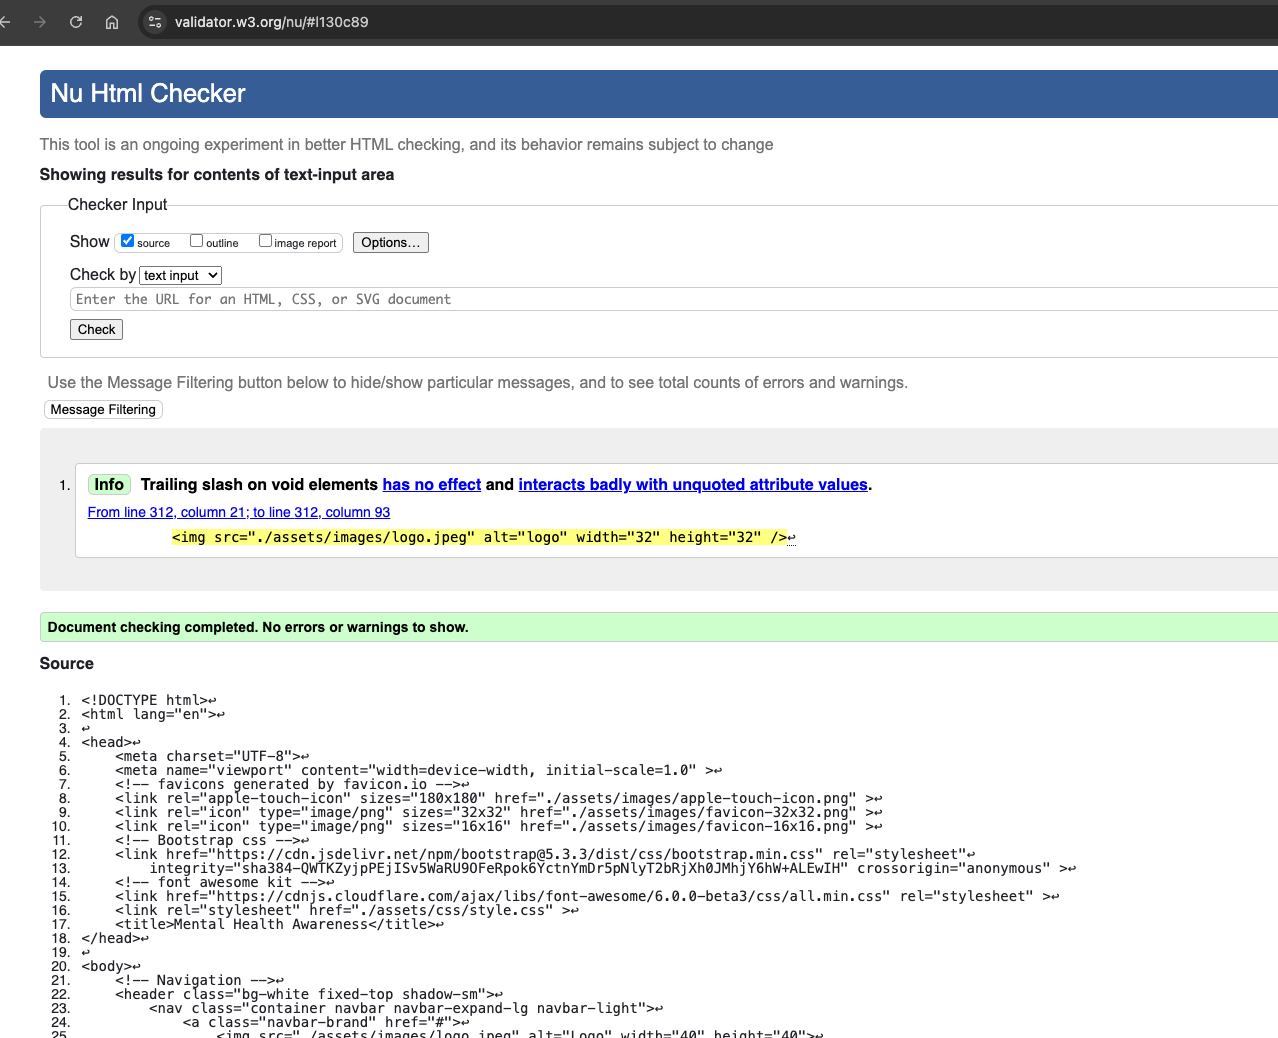 validator.w3.org/nu/#l130c89
Nu Html Checker
This tool is an ongoing experiment in better HTML checking, and its behavior remains subject to change
Showing results for contents of text-input area
Checker Input
Show source outline image report Options…
Check by text input
Enter the URL for an HTML, CSS, or SVG document
Check
Use the Message Filtering button below to hide/show particular messages, and to see total counts of errors and warnings.
Message Filtering
1. Info Trailing slash on void elements has no effect and interacts badly with unquoted attribute values.
From line 312, column 21; to line 312, column 93
<img src="./assets/images/logo.jpeg" alt="logo" width="32" height="32" />↩
Document checking completed. No errors or warnings to show.
Source
1. <!DOCTYPE html>↩
2. <html lang="en">↩
3. ↩
4. <head>↩
5. <meta charset="UTF-8">↩
6. <meta name="viewport" content="width=device-width, initial-scale=1.0" >↩
7. <!-- favicons generated by favicon.io -->↩
8. <link rel="apple-touch-icon" sizes="180x180" href="./assets/images/apple-touch-icon.png" >↩
9. <link rel="icon" type="image/png" sizes="32x32" href="./assets/images/favicon-32x32.png" >↩
10. <link rel="icon" type="image/png" sizes="16x16" href="./assets/images/favicon-16x16.png" >↩
11. <!-- Bootstrap css -->↩
12. <link href="https://cdn.jsdelivr.net/npm/bootstrap@5.3.3/dist/css/bootstrap.min.css" rel="stylesheet"↩
13. integrity="sha384-QWTKZyjpPEjISv5WaRU9OFeRpok6YctnYmDr5pNlyT2bRjXh0JMhjY6hW+ALEwIH" crossorigin="anonymous" >↩
14. <!-- font awesome kit -->↩
15. <link href="https://cdnjs.cloudflare.com/ajax/libs/font-awesome/6.0.0-beta3/css/all.min.css" rel="stylesheet" >↩
16. <link rel="stylesheet" href="./assets/css/style.css" >↩
17. <title>Mental Health Awareness</title>↩
18. </head>↩
19. ↩
20. <body>↩
21. <!-- Navigation -->↩
22. <header class="bg-white fixed-top shadow-sm">↩
23. <nav class="container navbar navbar-expand-lg navbar-light">↩
24. <a class="navbar-brand" href="#">↩
25. <img src="./assets/images/logo.jpeg" alt="Logo" width="40" height="40">↩